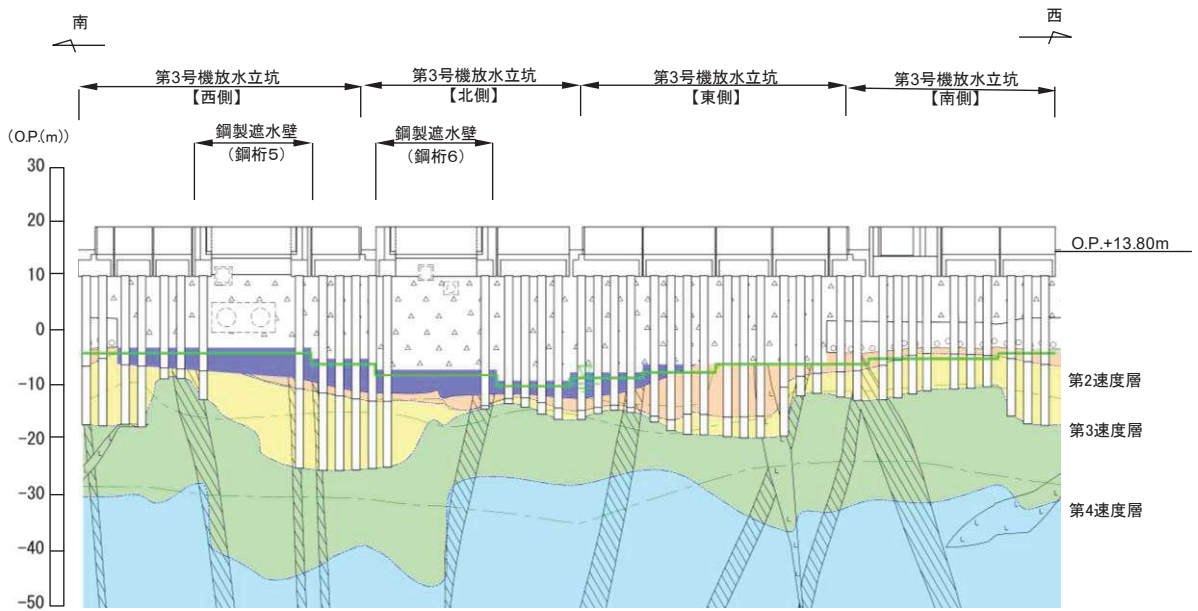 南
西
第3号機放水立坑
【西側】
第3号機放水立坑
【北側】
第3号機放水立坑
【東側】
第3号機放水立坑
【南側】
鋼製遮水壁
(鋼桁5)
鋼製遮水壁
(鋼桁6)
(O.P.(m))
30
20
10
0
-10
-20
-30
-40
-50
O.P.+13.80m
第2速度層
第3速度層
第4速度層